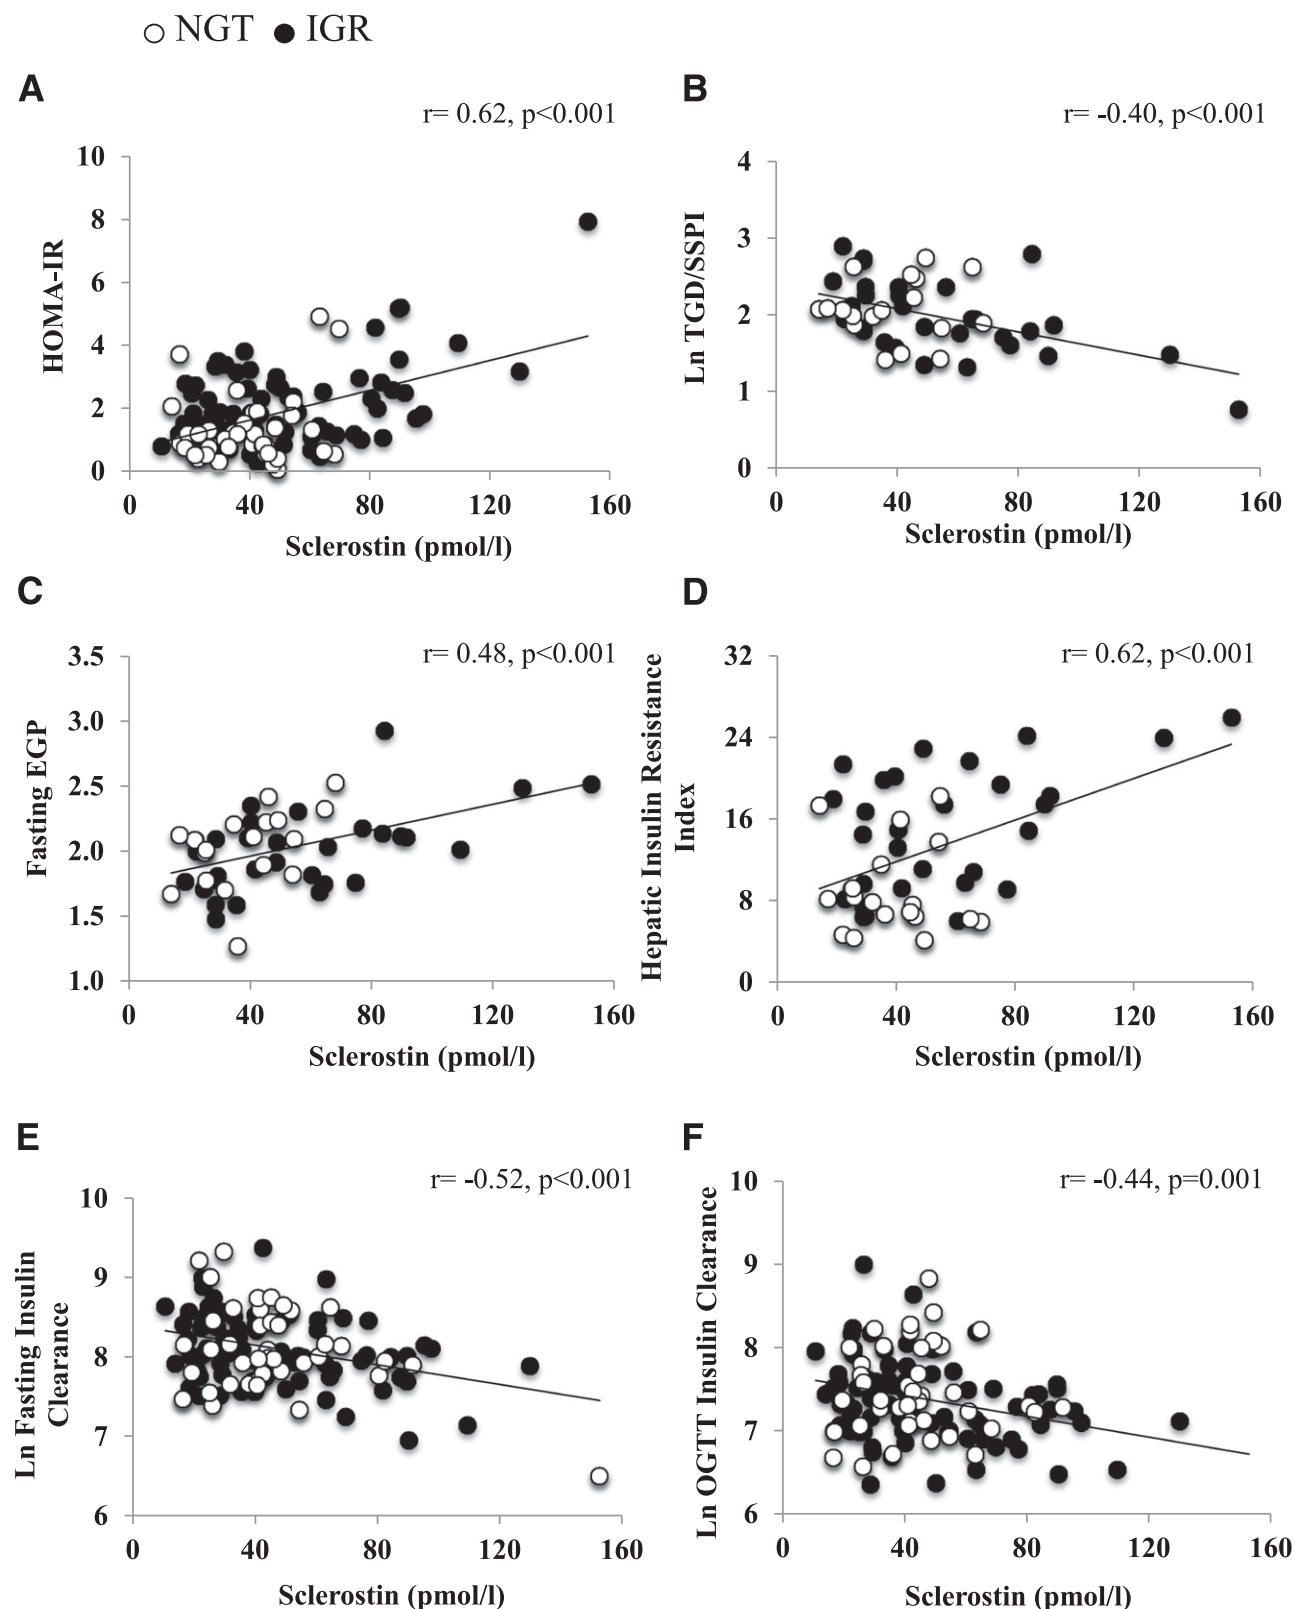 NGT IGR
A
r= 0.62, p<0.001
HOMA-IR
10
8
6
4
2
0
0 40 80 120 160
Sclerostin (pmol/l)
B
r= -0.40, p<0.001
Ln TGD/SSPI
4
3
2
1
0
0 40 80 120 160
Sclerostin (pmol/l)
C
r= 0.48, p<0.001
Fasting EGP
3.5
3.0
2.5
2.0
1.5
1.0
0 40 80 120 160
Sclerostin (pmol/l)
D
r= 0.62, p<0.001
Hepatic Insulin Resistance
Index
32
24
16
8
0
0 40 80 120 160
Sclerostin (pmol/l)
E
r= -0.52, p<0.001
Ln Fasting Insulin
Clearance
10
9
8
7
6
0 40 80 120 160
Sclerostin (pmol/l)
F
r= -0.44, p=0.001
Ln OGTT Insulin Clearance
10
9
8
7
6
0 40 80 120 160
Sclerostin (pmol/l)